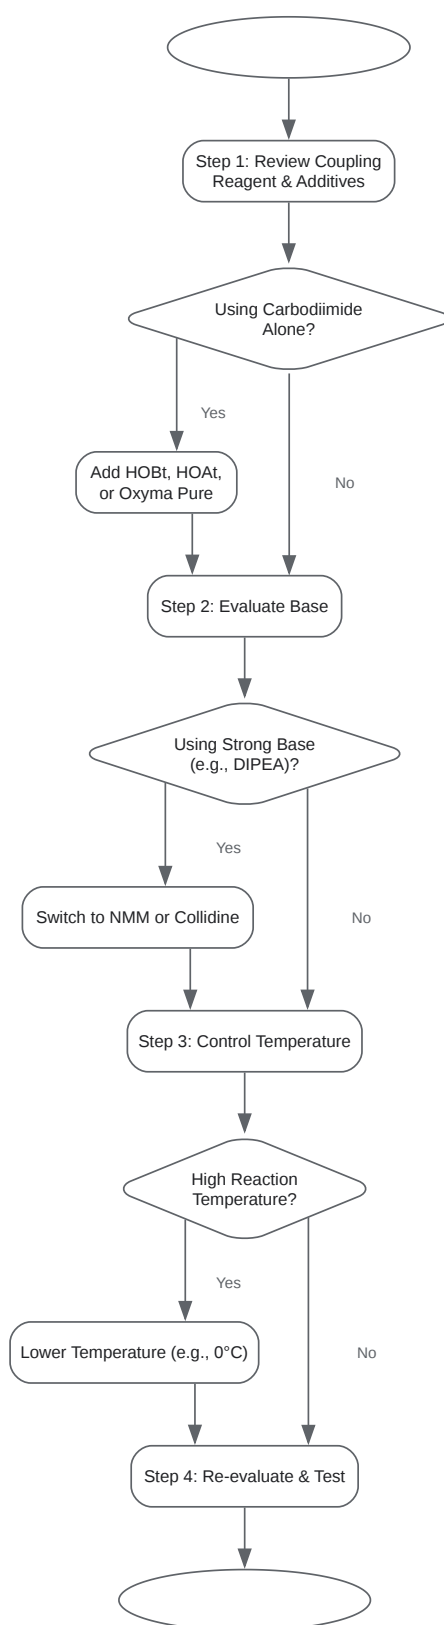 Step 1: Review Coupling
Reagent & Additives
Using Carbodiimide
Alone?
Yes
Add HOBt, HOAt,
or Oxyma Pure
No
Step 2: Evaluate Base
Using Strong Base
(e.g., DIPEA)?
Yes
Switch to NMM or Collidine
No
Step 3: Control Temperature
High Reaction
Temperature?
Yes
Lower Temperature (e.g., 0°C)
No
Step 4: Re-evaluate & Test